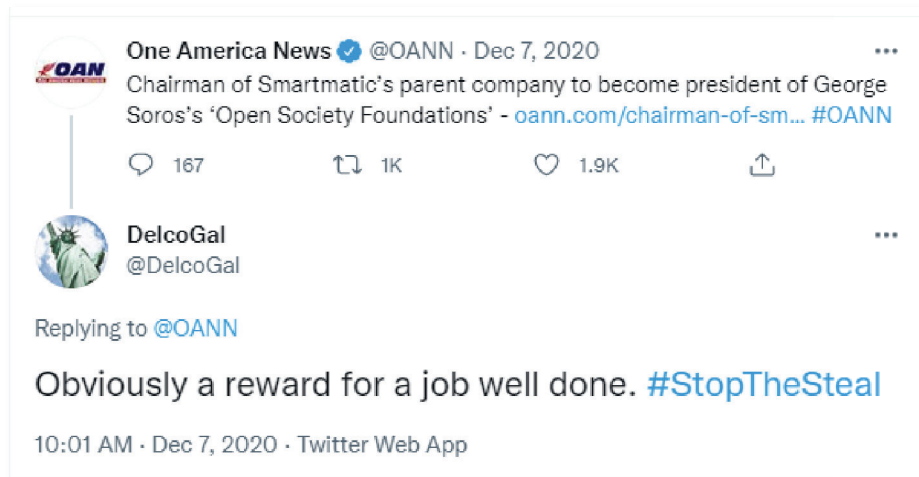 OAN
One America News @OANN · Dec 7, 2020
Chairman of Smartmatic's parent company to become president of George
Soros's 'Open Society Foundations' - oann.com/chairman-of-sm... #OANN
167 1K 1.9K
DelcoGal
@DelcoGal
Replying to @OANN
Obviously a reward for a job well done. #StopTheSteal
10:01 AM · Dec 7, 2020 · Twitter Web App